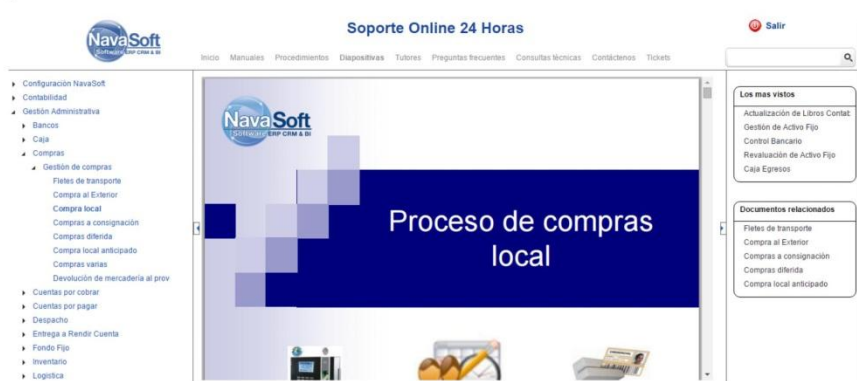 NavaSoft
Software ERP CRM & BI
Soporte Online 24 Horas
Salir
Inicio Manuales Procedimientos Diapositivas Tutores Preguntas frecuentes Consultas técnicas Contáctenos Tickets
Configuración NavaSoft
Contabilidad
Gestión Administrativa
Bancos
Caja
Compras
Gestión de compras
Fletes de transporte
Compra al Exterior
Compra local
Compras a consignación
Compras diferida
Compra local anticipado
Compras varias
Devolución de mercadería al prov
Cuentas por cobrar
Cuentas por pagar
Despacho
Entrega a Rendir Cuenta
Fondo Fijo
Inventario
Logistica
NavaSoft
Software ERP CRM & BI
Proceso de compras
local
Los mas vistos
Actualización de Libros Contab
Gestión de Activo Fijo
Control Bancario
Revaluación de Activo Fijo
Caja Egresos
Documentos relacionados
Fletes de transporte
Compra al Exterior
Compras a consignación
Compras diferida
Compra local anticipado